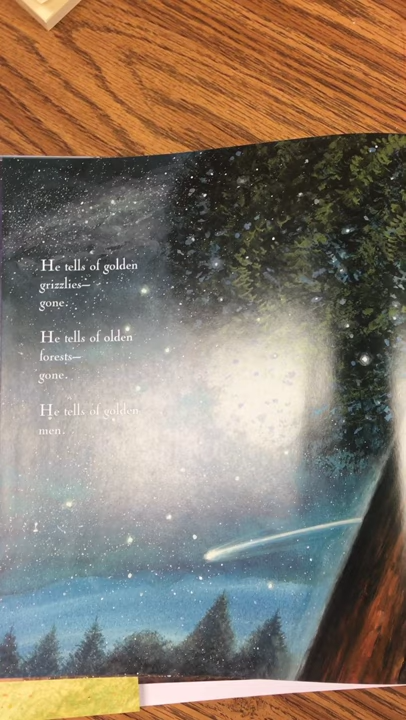 He tells of golden
grizzlies—
gone.
He tells of olden
forests—
gone.
He tells of golden
men.